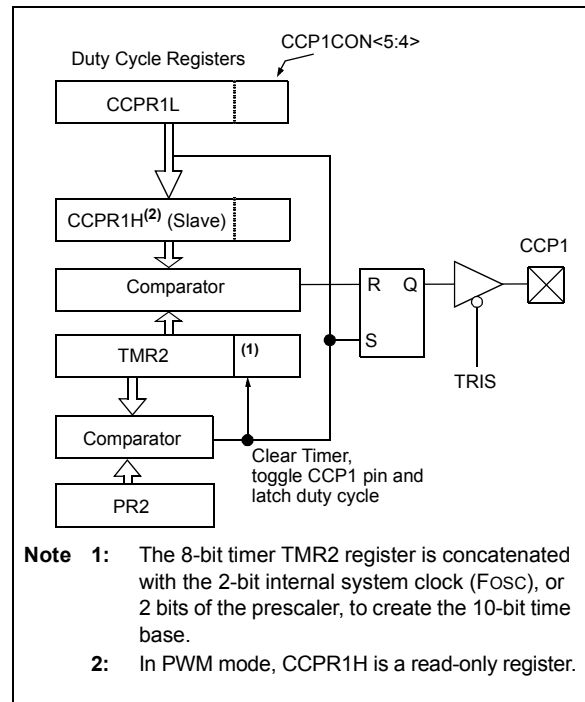 CCP1CON<5:4>
Duty Cycle Registers
CCPR1L
CCPR1H(2) (Slave)
CCP1
Comparator
R Q
TMR2 (1)
S
TRIS
Comparator
Clear Timer,
toggle CCP1 pin and
latch duty cycle
PR2
Note 1: The 8-bit timer TMR2 register is concatenated
with the 2-bit internal system clock (FOSC), or
2 bits of the prescaler, to create the 10-bit time
base.
2: In PWM mode, CCPR1H is a read-only register.